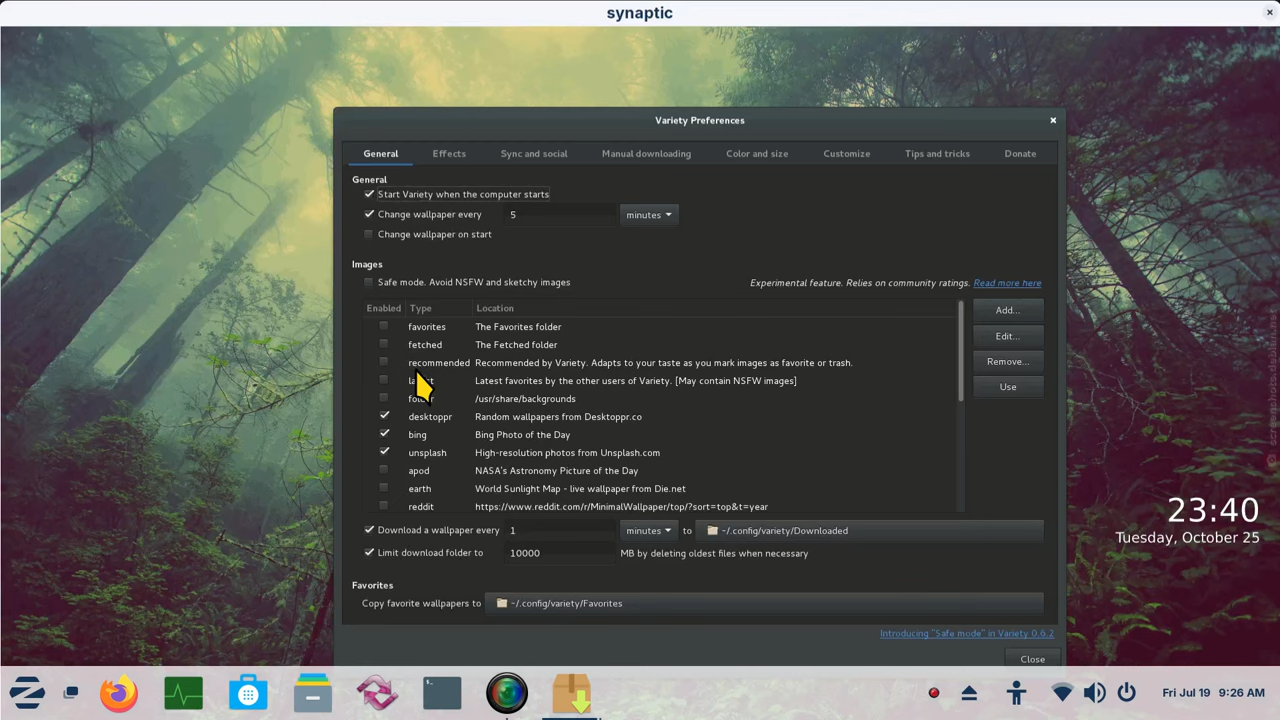 synaptic
Variety Preferences
General Effects Sync and social Manual downloading Color and size Customize Tips and tricks Donate
General
Start Variety when the computer starts
Change wallpaper every 5 minutes
Change wallpaper on start
Images
Safe mode. Avoid NSFW and sketchy images Experimental feature. Relies on community ratings. Read more here
Enabled Type Location
favorites The Favorites folder
fetched The Fetched folder
recommended Recommended by Variety. Adapts to your taste as you mark images as favorite or trash.
Latest favorites by the other users of Variety. [May contain NSFW images]
/usr/share/backgrounds
desktoppr Random wallpapers from Desktoppr.co
bing Bing Photo of the Day
unsplash High-resolution photos from Unsplash.com
apod NASA's Astronomy Picture of the Day
earth World Sunlight Map - live wallpaper from Die.net
reddit https://www.reddit.com/r/MinimalWallpaper/top/?sort=top&t=year
Add...
Edit...
Remove...
Use
Download a wallpaper every 1 minutes to ~/.config/variety/Downloaded
Limit download folder to 10000 MB by deleting oldest files when necessary
Favorites
Copy favorite wallpapers to ~/.config/variety/Favorites
Introducing "Safe mode" in Variety 0.6.2
Close
23:40
Tuesday, October 25
Fri Jul 19 9:26 AM